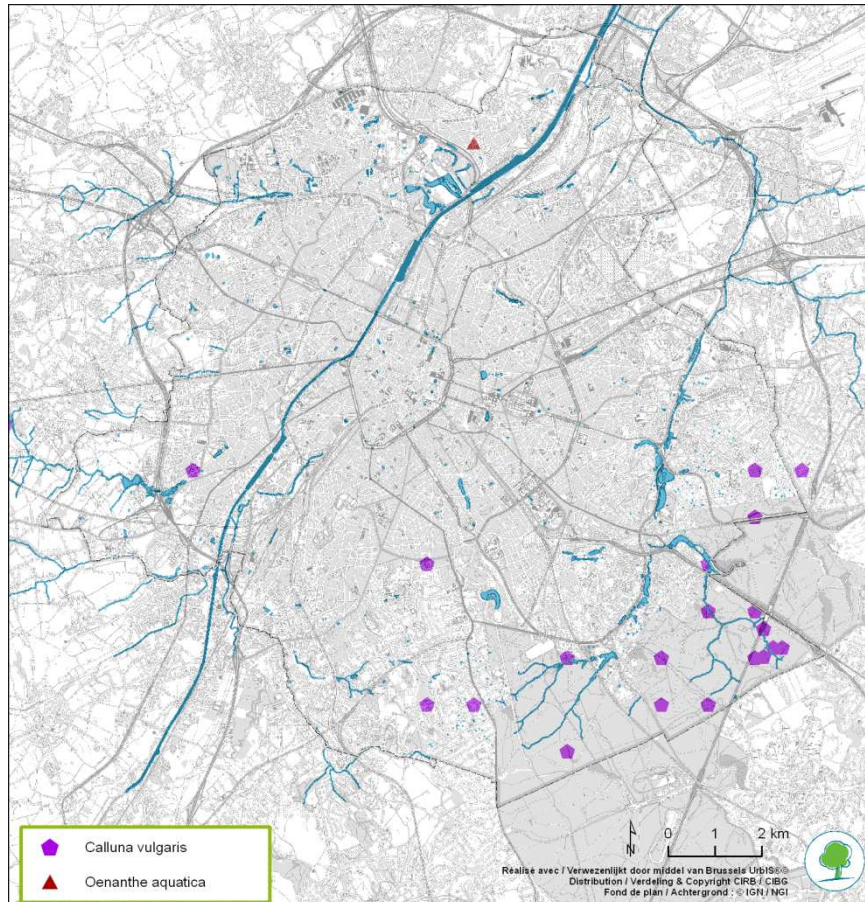 0 1 2 km
Calluna vulgaris
Oenanthe aquatica
Réalisé avec / Verwezenlijkt door middel van Brussels UrbIS®©
Distribution / Verdeling & Copyright CIRB / CIBG
Fond de plan / Achtergrond : © IGN / NGI